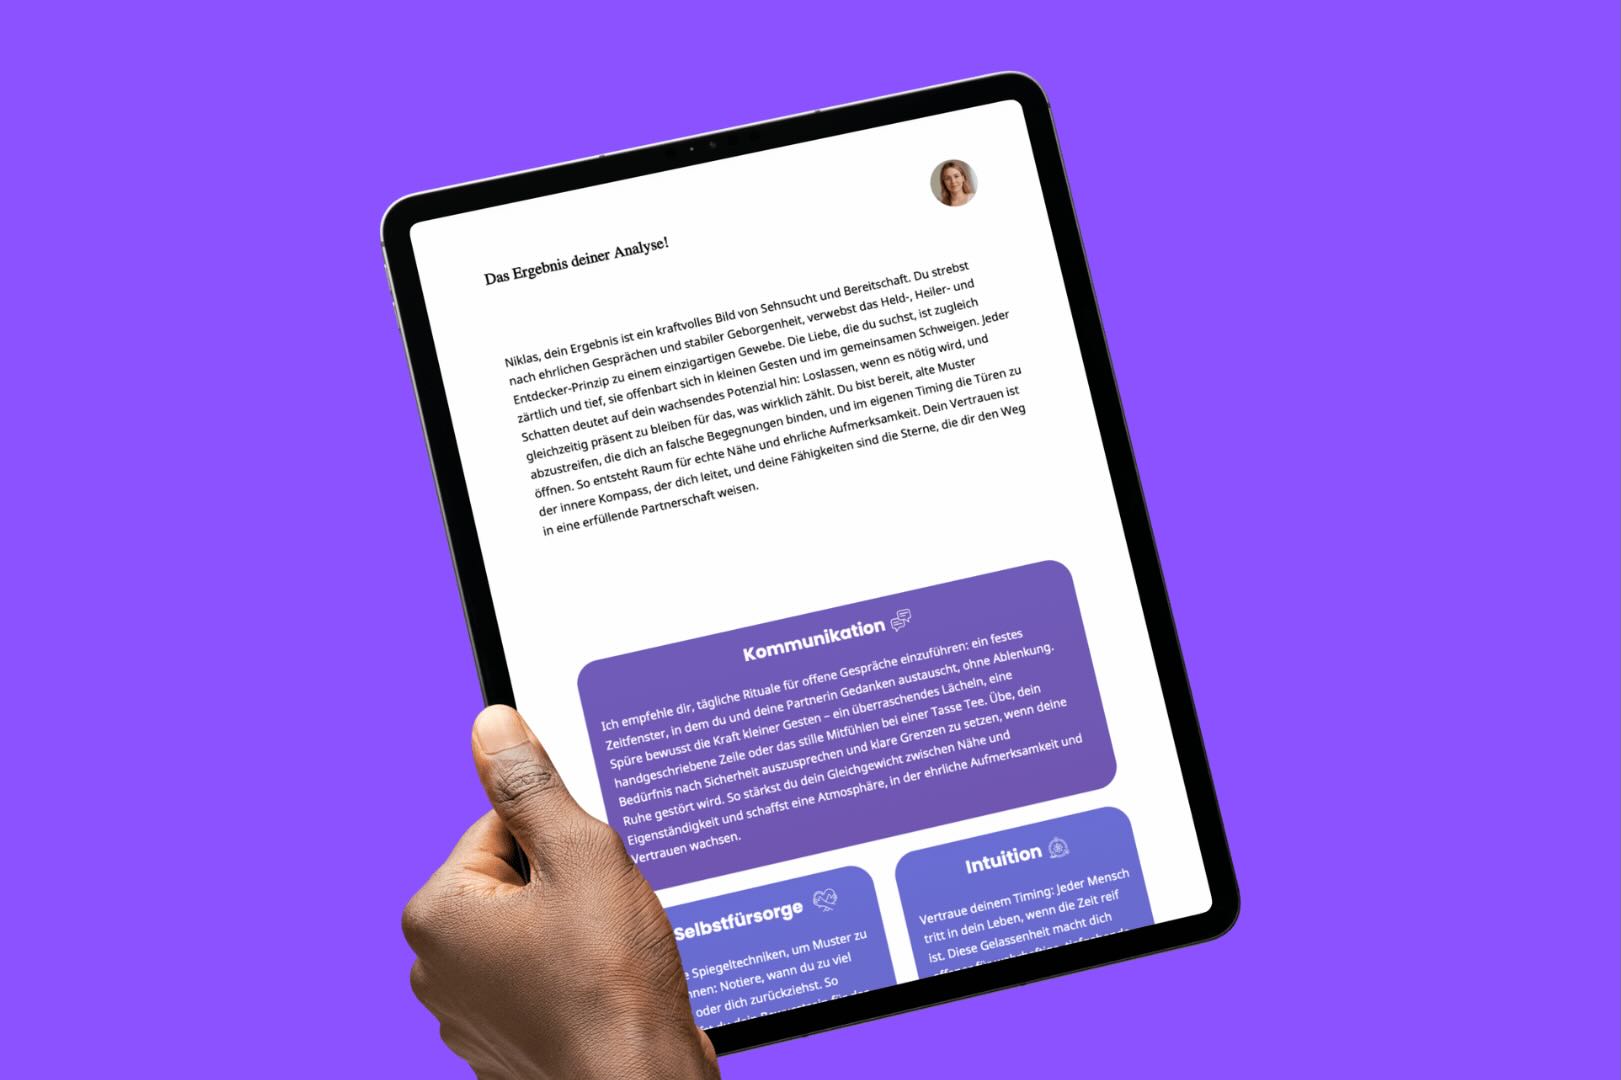 Das Ergebnis deiner Analyse!
Niklas, dein Ergebnis ist ein kraftvolles Bild von Sehnsucht und Bereitschaft. Du strebst
nach ehrlichen Gesprächen und stabiler Geborgenheit, verwebst das Held-, Heiler- und
Entdecker-Prinzip zu einem einzigartigen Gewebe. Die Liebe, die du suchst, ist zugleich
zärtlich und tief, sie offenbart sich in kleinen Gesten und im gemeinsamen Schweigen. Jeder
Schatten deutet auf dein wachsendes Potenzial hin: Loslassen, wenn es nötig wird, und
gleichzeitig präsent zu bleiben für das, was wirklich zählt. Du bist bereit, alte Muster
abzustreifen, die dich an falsche Begegnungen binden, und im eigenen Timing die Türen zu
öffnen. So entsteht Raum für echte Nähe und ehrliche Aufmerksamkeit. Dein Vertrauen ist
der innere Kompass, der dich leitet, und deine Fähigkeiten sind die Sterne, die dir den Weg
in eine erfüllende Partnerschaft weisen.
Kommunikation
Ich empfehle dir, tägliche Rituale für offene Gespräche einzuführen: ein festes
Zeitfenster, in dem du und deine Partnerin Gedanken austauscht, ohne Ablenkung.
Spüre bewusst die Kraft kleiner Gesten – ein überraschendes Lächeln, eine
handgeschriebene Zeile oder das stille Mitfühlen bei einer Tasse Tee. Übe, dein
Bedürfnis nach Sicherheit auszusprechen und klare Grenzen zu setzen, wenn deine
Ruhe gestört wird. So stärkst du dein Gleichgewicht zwischen Nähe und
Eigenständigkeit und schaffst eine Atmosphäre, in der ehrliche Aufmerksamkeit und
Vertrauen wachsen.
Selbstfürsorge
Spiegeltechniken, um Muster zu
nnen: Notiere, wann du zu viel
oder dich zurückziehst. So
Intuition
Vertraue deinem Timing: Jeder Mensch
tritt in dein Leben, wenn die Zeit reif
ist. Diese Gelassenheit macht dich